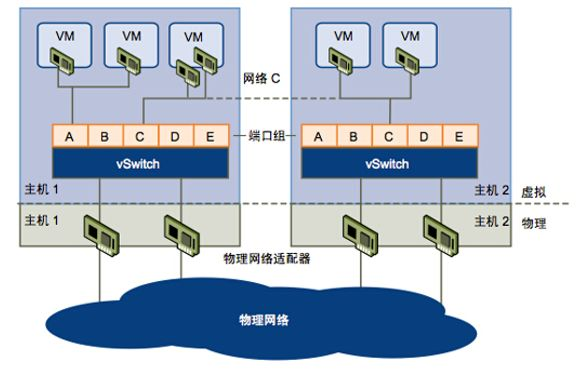 VM VM VM VM VM
网络 C
A B C D E 端口组 A B C D E
vSwitch vSwitch
主机 1 主机 2 虚拟
主机 1 主机 2 物理
物理网络适配器
物理网络